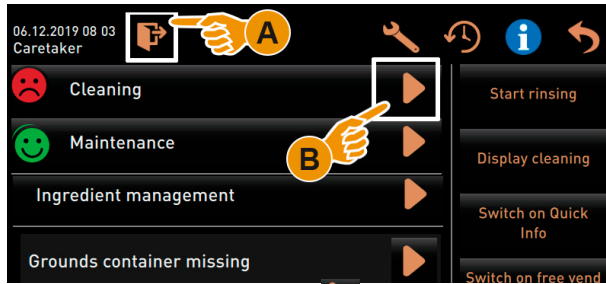 06.12.2019 08 03
Caretaker
A
Cleaning
Start rinsing
Maintenance
B
Display cleaning
Ingredient management
Switch on Quick
Info
Grounds container missing
Switch on free vend